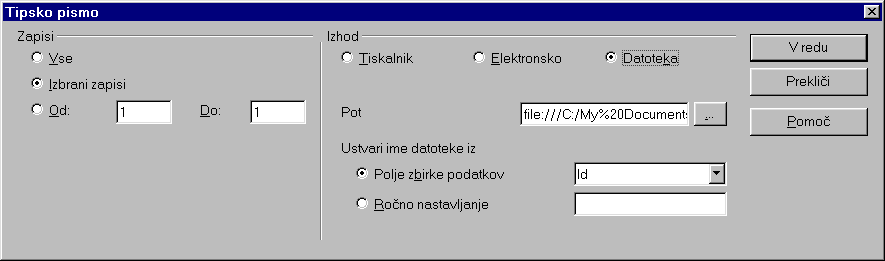 Tipsko pismo
Zapisi
Vse
Izbrani zapisi
Od: 1 Do: 1
Izhod
Tiskalnik Elektronsko Datoteka
Pot file:///C:/My%20Documents ...
Ustvari ime datoteke iz
Polje zbirke podatkov Id
Ročno nastavljanje
V redu
Prekliči
Pomoč